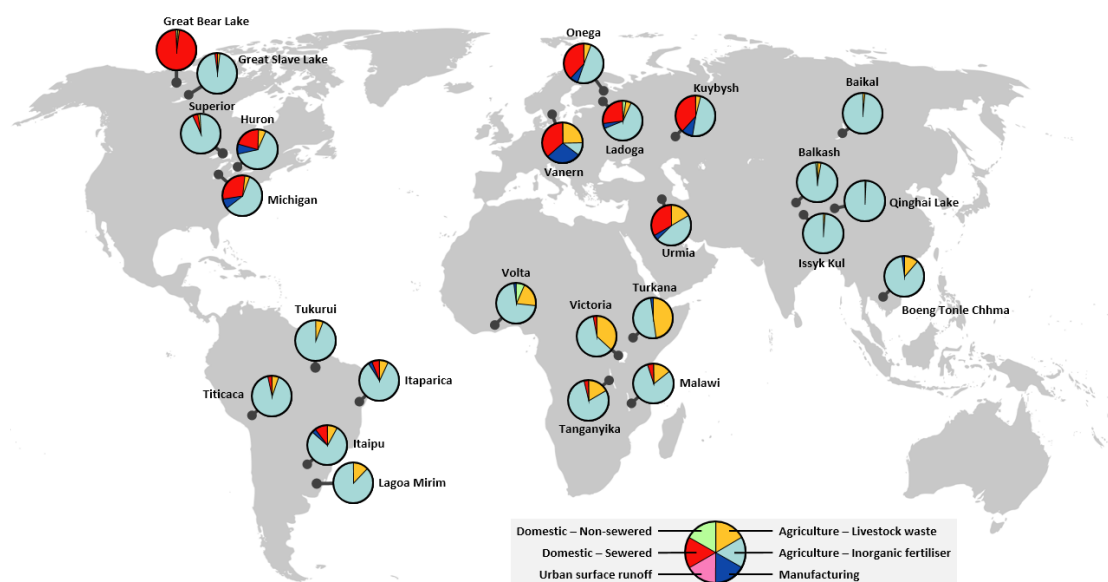 Great Bear Lake
Great Slave Lake
Superior
Huron
Michigan
Onega
Kuybysh
Baikal
Ladoga
Vanern
Balkash
Qinghai Lake
Urmia
Issyk Kul
Volta
Turkana
Victoria
Boeng Tonle Chhma
Tukurui
Itaparica
Titicaca
Malawi
Tanganyika
Itaipu
Lagoa Mirim
Domestic – Non-sewered
Agriculture – Livestock waste
Domestic – Sewered
Agriculture – Inorganic fertiliser
Urban surface runoff
Manufacturing